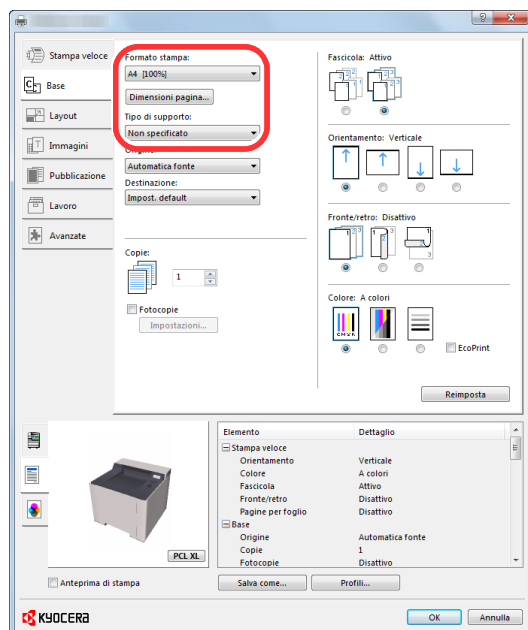 Stampa veloce
Base
Layout
Immagini
Pubblicazione
Lavoro
Avanzate
Formato stampa:
A4 [100%]
Dimensioni pagina...
Tipo di supporto:
Non specificato
Automatica fonte
Destinazione:
Impost. default
Copie:
1
Fotocopie
Impostazioni...
Fascicola: Attivo
Orientamento: Verticale
Fronte/retro: Disattivo
Colore: A colori
CMYK
EcoPrint
Reimposta
PCL XL
Anteprima di stampa
Elemento Dettaglio
Stampa veloce
Orientamento Verticale
Colore A colori
Fascicola Attivo
Fronte/retro Disattivo
Pagine per foglio Disattivo
Base
Origine Automatica fonte
Copie 1
Fotocopie Disattivo
Salva come... Profili...
KYOCERA
OK Annulla